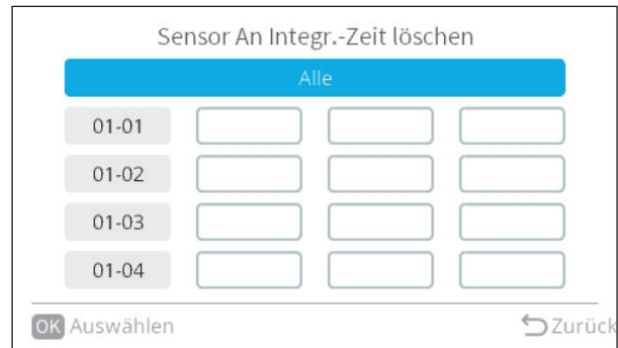 Sensor An Integr.-Zeit löschen
Alle
01-01
01-02
01-03
01-04
OK Auswählen Zurück